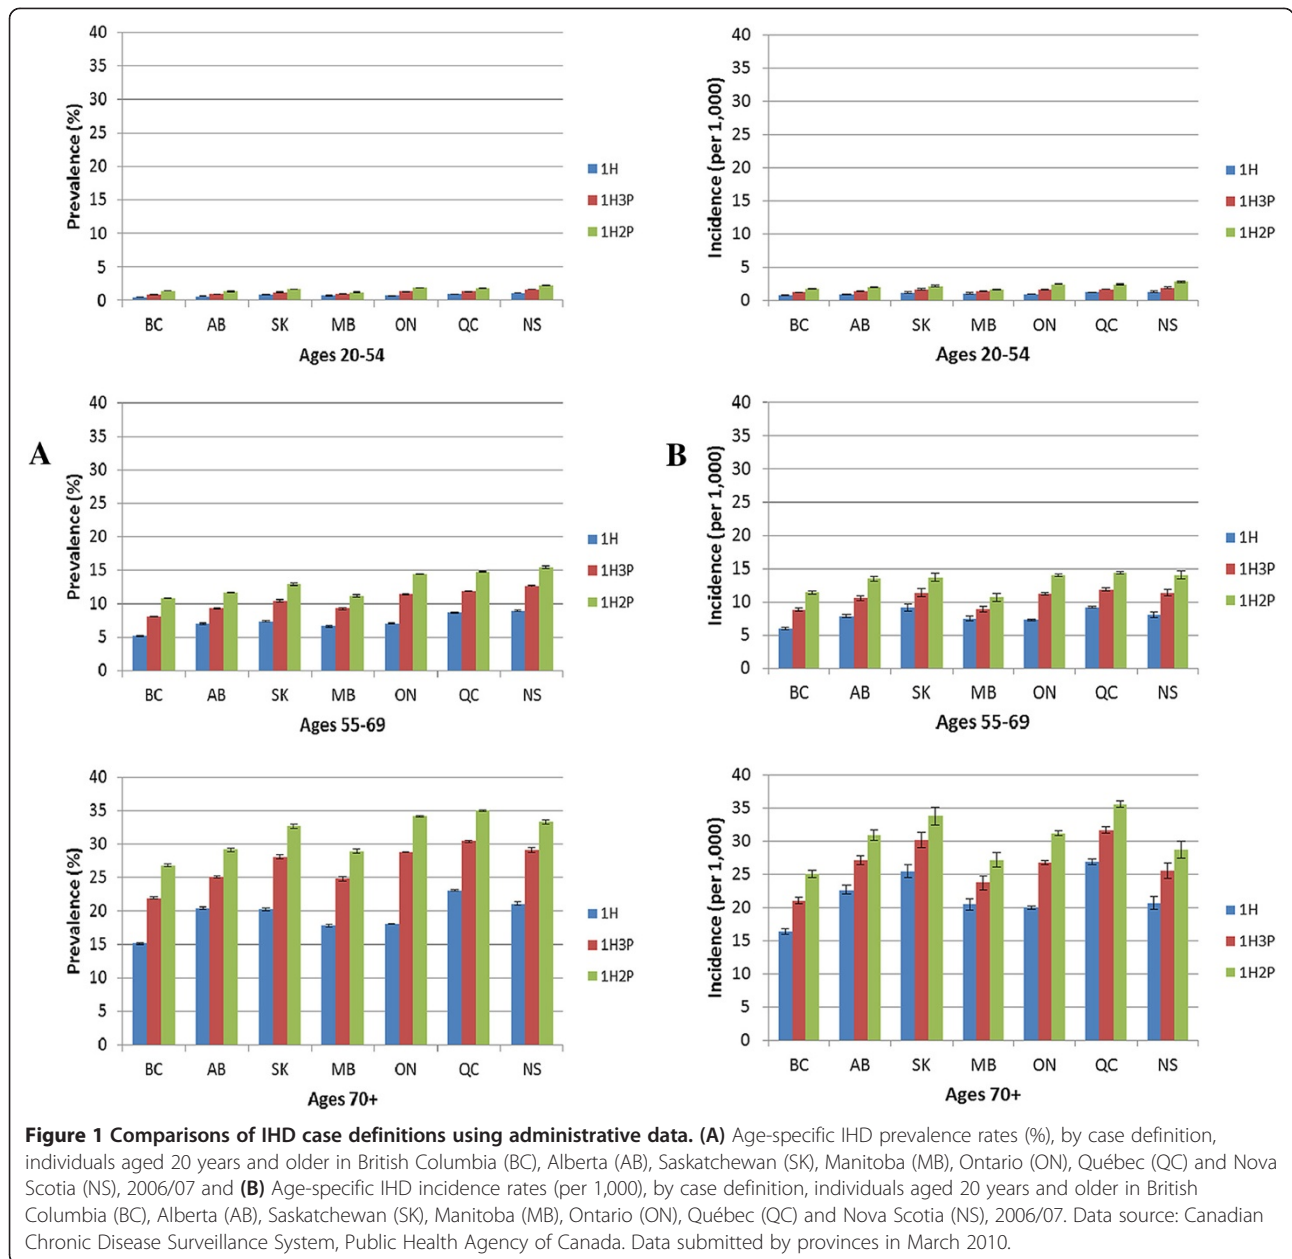 A
40
35
30
25
20
15
10
5
0
Prevalence (%)
BC AB SK MB ON QC NS
Ages 20-54
1H
1H3P
1H2P
40
35
30
25
20
15
10
5
0
Prevalence (%)
BC AB SK MB ON QC NS
Ages 55-69
1H
1H3P
1H2P
40
35
30
25
20
15
10
5
0
Prevalence (%)
BC AB SK MB ON QC NS
Ages 70+
1H
1H3P
1H2P
B
40
35
30
25
20
15
10
5
0
Incidence (per 1,000)
BC AB SK MB ON QC NS
Ages 20-54
1H
1H3P
1H2P
40
35
30
25
20
15
10
5
0
Incidence (per 1,000)
BC AB SK MB ON QC NS
Ages 55-69
1H
1H3P
1H2P
40
35
30
25
20
15
10
5
0
Incidence (per 1,000)
BC AB SK MB ON QC NS
Ages 70+
1H
1H3P
1H2P
Figure 1 Comparisons of IHD case definitions using administrative data. (A) Age-specific IHD prevalence rates (%), by case definition,
individuals aged 20 years and older in British Columbia (BC), Alberta (AB), Saskatchewan (SK), Manitoba (MB), Ontario (ON), Québec (QC) and Nova
Scotia (NS), 2006/07 and (B) Age-specific IHD incidence rates (per 1,000), by case definition, individuals aged 20 years and older in British
Columbia (BC), Alberta (AB), Saskatchewan (SK), Manitoba (MB), Ontario (ON), Québec (QC) and Nova Scotia (NS), 2006/07. Data source: Canadian
Chronic Disease Surveillance System, Public Health Agency of Canada. Data submitted by provinces in March 2010.